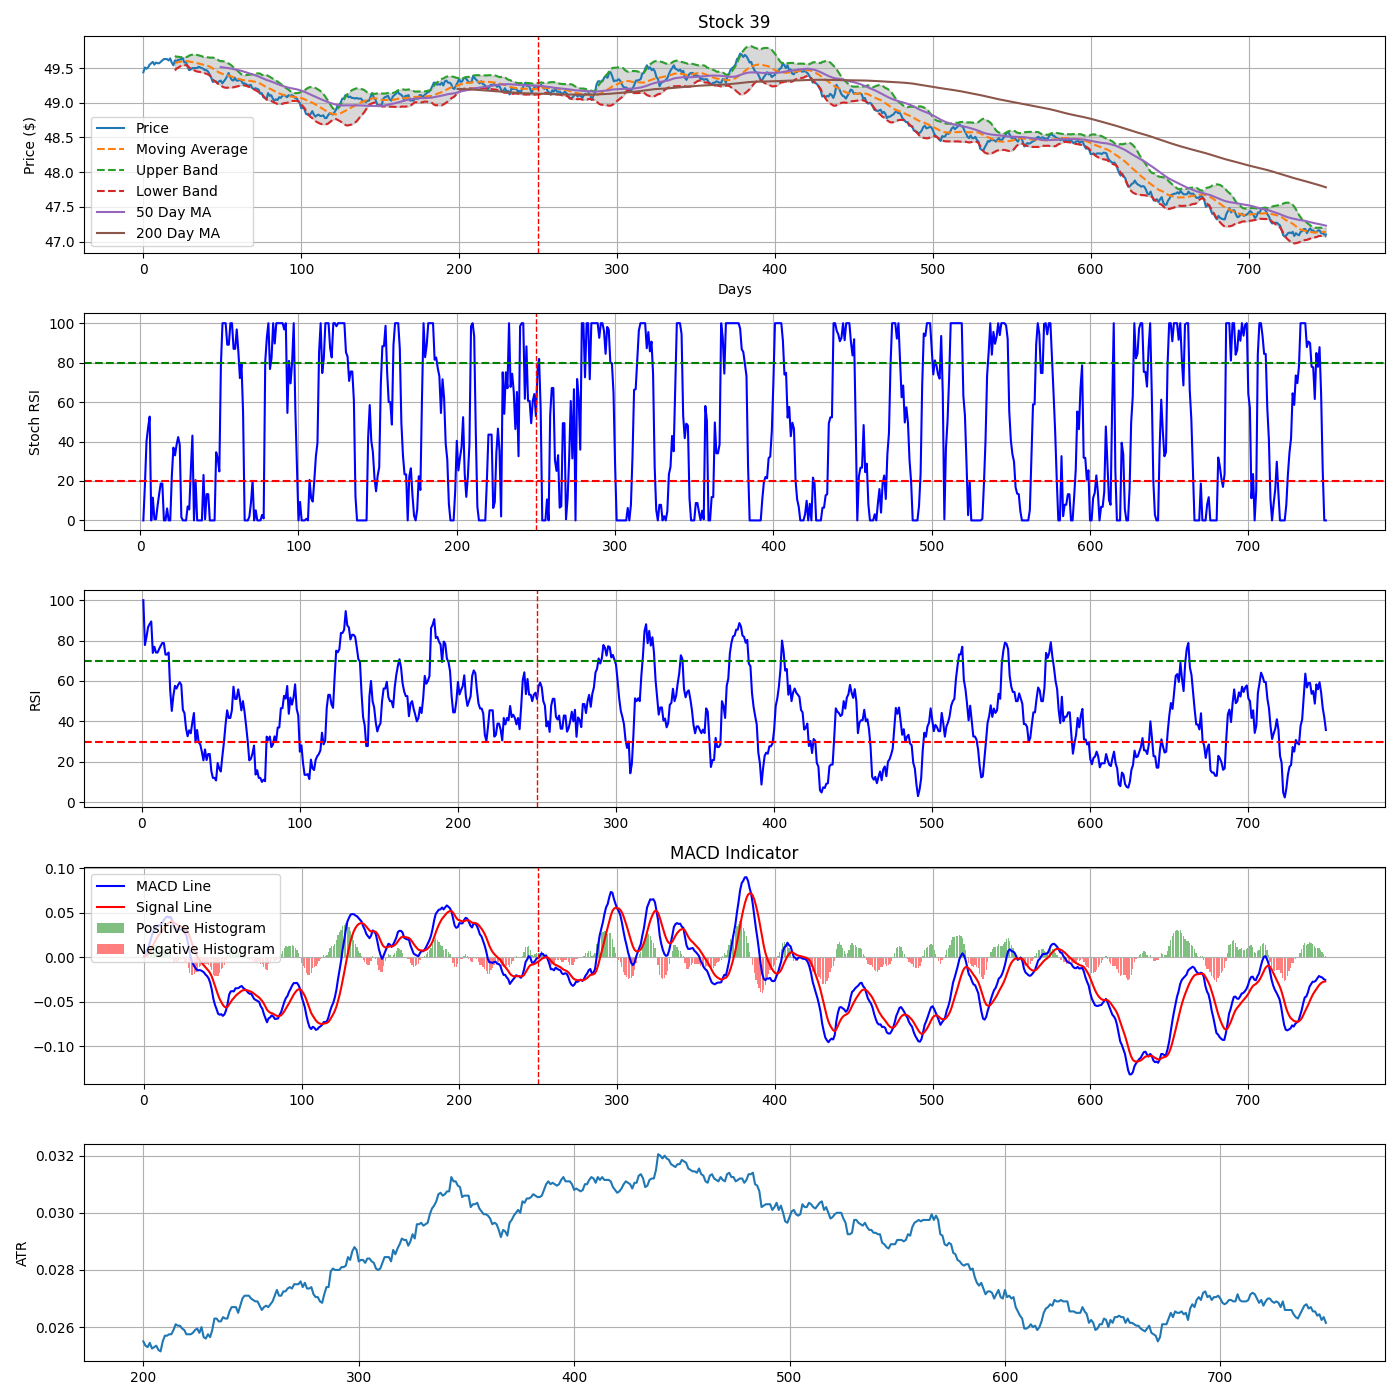 Stock 39
Price ($)
49.5
49.0
48.5
48.0
47.5
47.0
Price
Moving Average
Upper Band
Lower Band
50 Day MA
200 Day MA
0 100 200 300 400 500 600 700
Days
Stoch RSI
100
80
60
40
20
0
0 100 200 300 400 500 600 700
RSI
100
80
60
40
20
0
0 100 200 300 400 500 600 700
MACD Indicator
0.10
0.05
0.00
−0.05
−0.10
MACD Line
Signal Line
Positive Histogram
Negative Histogram
0 100 200 300 400 500 600 700
ATR
0.032
0.030
0.028
0.026
200 300 400 500 600 700